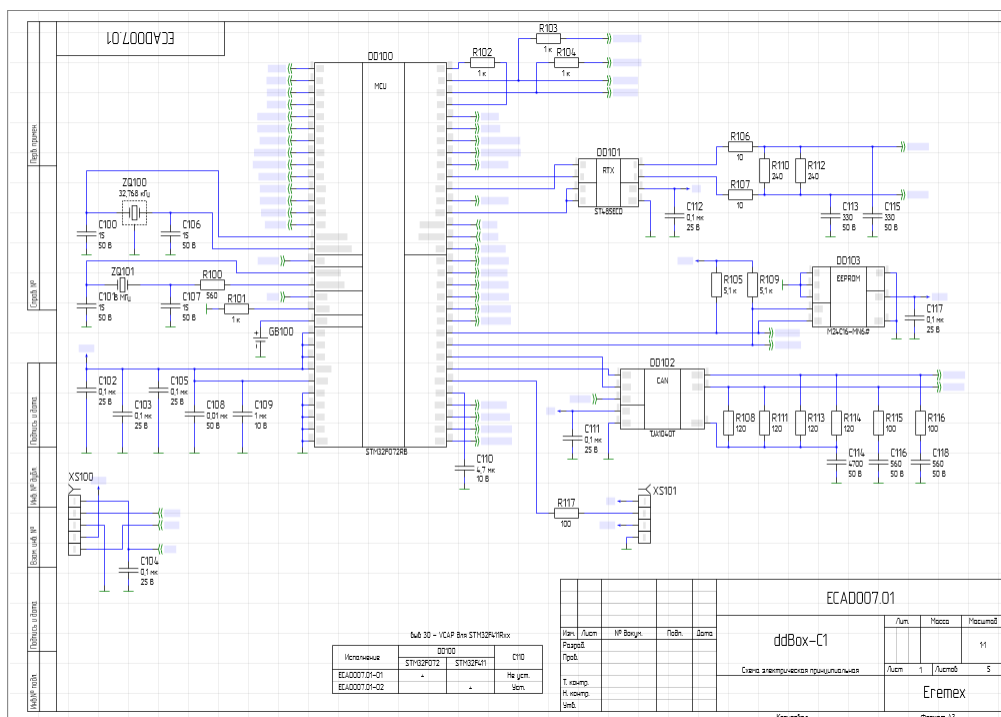 ECAD007.01
Перв. примен.
Справ. №
Подпись и дата
Инв № дубл.
Взам. инв. №
Подпись и дата
Инв № подл.
DD100
MCU
STM32F072RB
R102
R103
1 к
R104
1 к
ZQ100
32,768 кГц
C100
15
50 В
C106
15
50 В
ZQ101
8 МГц
C101
15
50 В
C107
15
50 В
R100
560
R101
1 к
GB100
C102
0,1 мк
25 В
C103
0,1 мк
25 В
C105
0,1 мк
25 В
C108
0,01 мк
50 В
C109
1 мк
10 В
XS100
C104
0,1 мк
25 В
DD101
RTX
ST485ECD
R106
10
R107
10
R110
240
R112
240
C112
0,1 мк
25 В
C113
330
50 В
C115
330
50 В
R105
5,1 к
R109
5,1 к
DD103
EEPROM
M24C16-MN6#
C117
0,1 мк
25 В
DD102
CAN
TJA1040T
C111
0,1 мк
25 В
R108
120
R111
120
R113
120
R114
120
R115
100
R116
100
C114
4700
50 В
C116
560
50 В
C118
560
50 В
C110
4,7 мк
10 В
R117
100
XS101
Выв 30 - VCAP для STM32F411Rxx
Исполнение
DD100
C110
STM32F072
STM32F411
ECAD007.01-01
+
Не уст.
ECAD007.01-02
+
Уст.
ECAD007.01
Изм.
Лист
№ докум.
Подп.
Дата
Разраб.
Пров.
Т. контр.
Н. контр.
Утв.
ddBox-C1
Схема электрическая принципиальная
Лит.
Масса
Масштаб
1:1
Лист
1
Листов
5
Eremex
Копировал
Формат A3